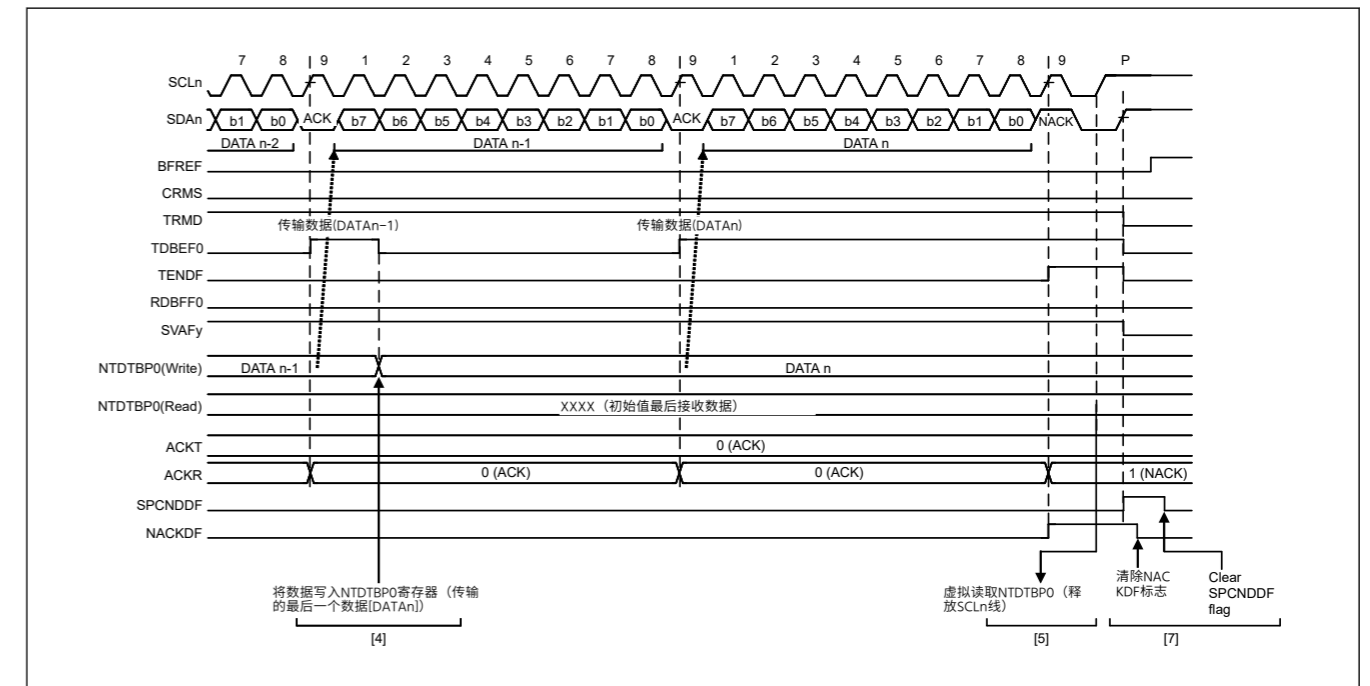 7 8 9 1 2 3 4 5 6 7 8 9 1 2 3 4 5 6 7 8 9 P
SCLn
SDAn b1 b0 ACK b7 b6 b5 b4 b3 b2 b1 b0 ACK b7 b6 b5 b4 b3 b2 b1 b0 NACK
DATA n-2 DATA n-1 DATA n
BFREF
CRMS
TRMD
传输数据(DATAn-1) 传输数据(DATAn)
TDBEF0
TENDF
RDBFF0
SVAFy
NTDTBP0(Write) DATA n-1 DATA n
NTDTBP0(Read) XXXX（初始值最后接收数据）
ACKT 0 (ACK)
ACKR 0 (ACK) 0 (ACK) 1 (NACK)
SPCNDDF
NACKDF
将数据写入NTDTBP0寄存器（传输
的最后一个数据[DATAn]）
[4]
虚拟读取NTDTBP0（释
放SCLn线）
[5]
清除NAC
KDF标志
Clear
SPCNDDF
flag
[7]